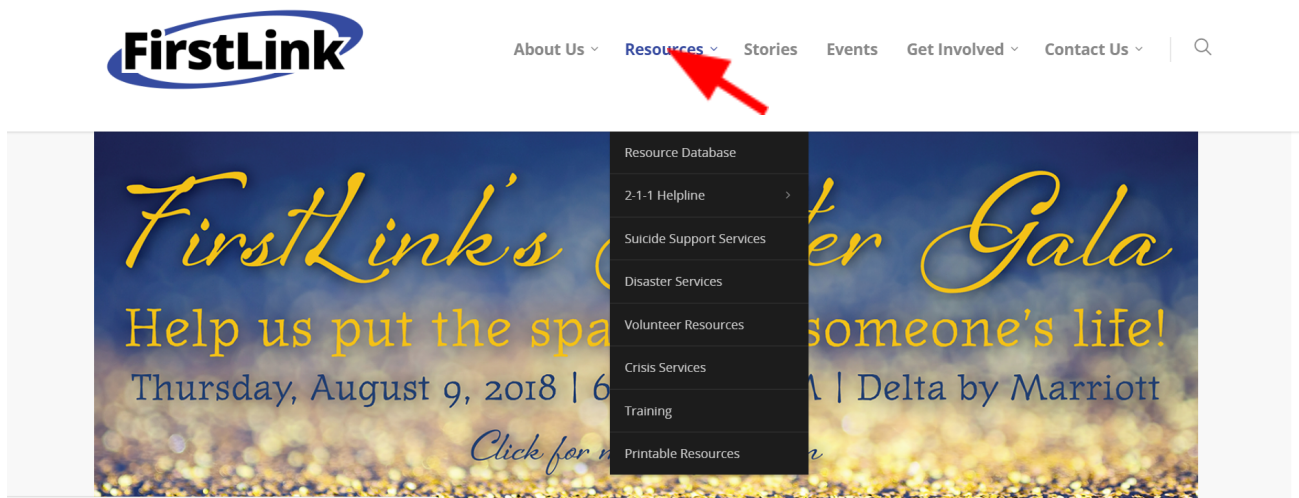 FirstLink
About Us Resources Stories Events Get Involved Contact Us
Resource Database
2-1-1 Helpline
Suicide Support Services
Disaster Services
Volunteer Resources
Crisis Services
Training
Printable Resources
FirstLink's er Gala
Help us put the spa someone's life!
Thursday, August 9, 2018 | 6 | Delta by Marriott
Click for